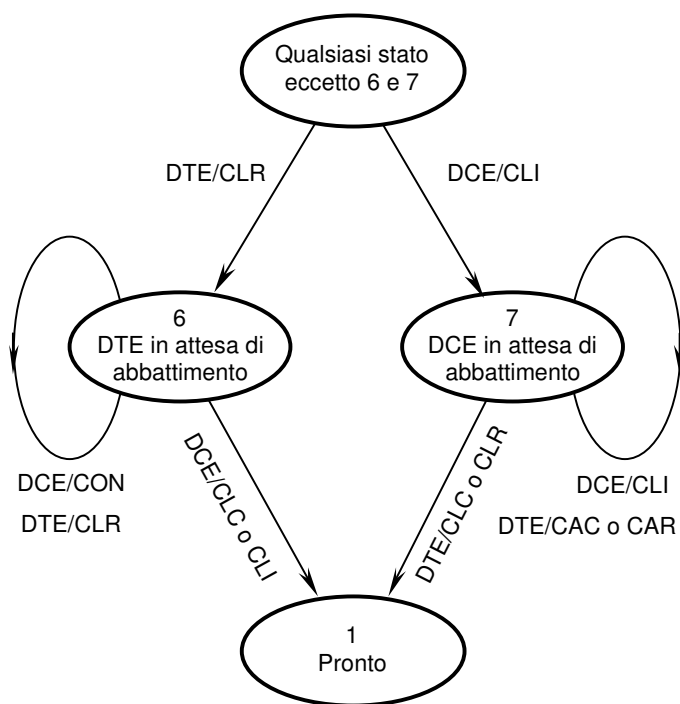 Qualsiasi stato
eccetto 6 e 7
DTE/CLR
DCE/CLI
6
DTE in attesa di
abbattimento
7
DCE in attesa di
abbattimento
DCE/CON
DTE/CLR
DCE/CLC o CLI
DTE/CLC o CLR
DCE/CLI
DTE/CAC o CAR
1
Pronto